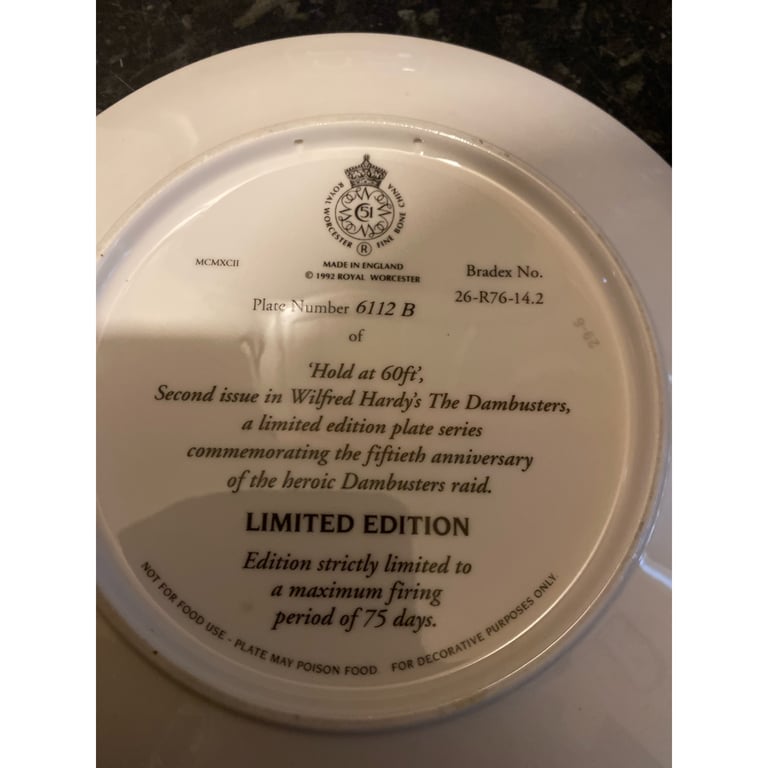 ROYAL WORCESTER ® FINE BONE CHINA
51
MADE IN ENGLAND
© 1992 ROYAL WORCESTER
MCMXCII
Bradex No.
26-R76-14.2
Plate Number 6112 B
of
'Hold at 60ft',
Second issue in Wilfred Hardy's The Dambusters,
a limited edition plate series
commemorating the fiftieth anniversary
of the heroic Dambusters raid.
LIMITED EDITION
Edition strictly limited to
a maximum firing
period of 75 days.
NOT FOR FOOD USE - PLATE MAY POISON FOOD. FOR DECORATIVE PURPOSES ONLY.